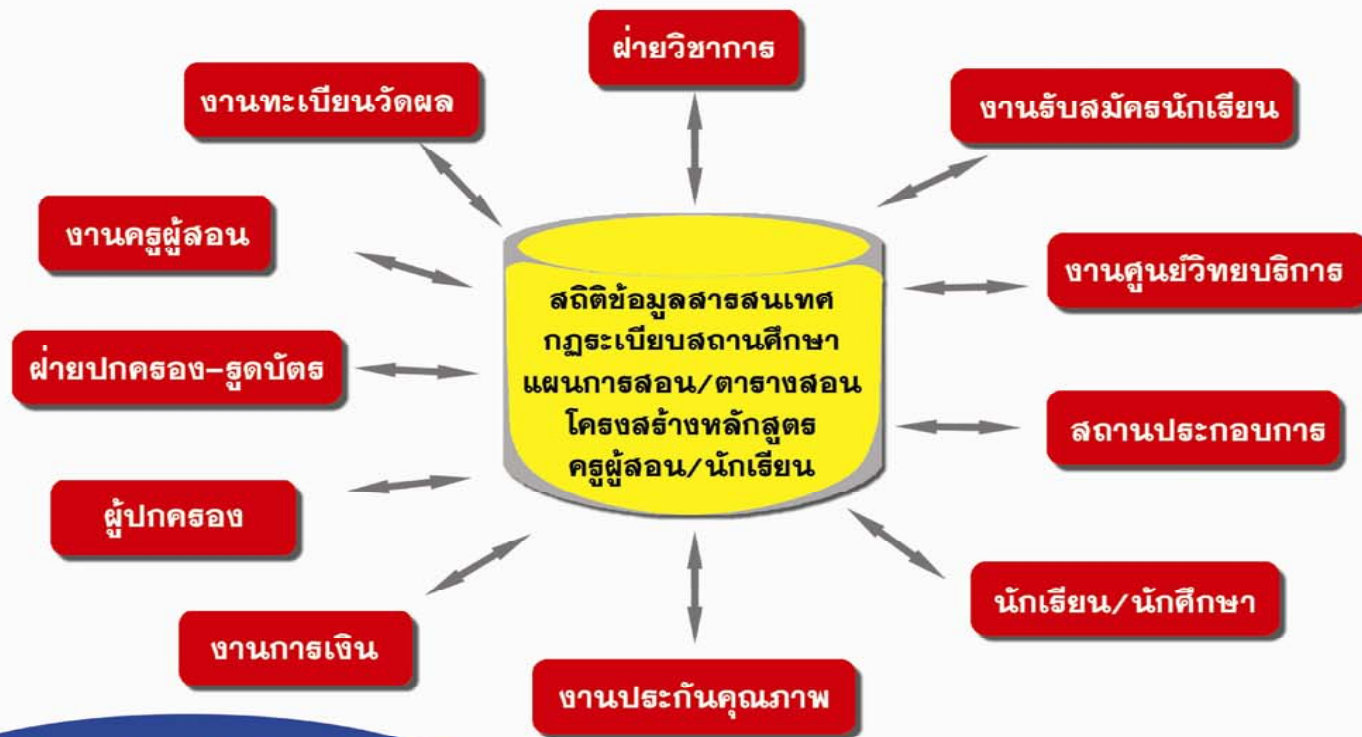 ฝ่ายวิชาการ
งานทะเบียนวัดผล
งานรับสมัครนักเรียน
งานครูผู้สอน
งานศูนย์วิทยบริการ
สถิติข้อมูลสารสนเทศ
กฎระเบียบสถานศึกษา
แผนการสอน/ตารางสอน
โครงสร้างหลักสูตร
ครูผู้สอน/นักเรียน
ฝ่ายปกครอง-รูดบัตร
สถานประกอบการ
ผู้ปกครอง
นักเรียน/นักศึกษา
งานการเงิน
งานประกันคุณภาพ